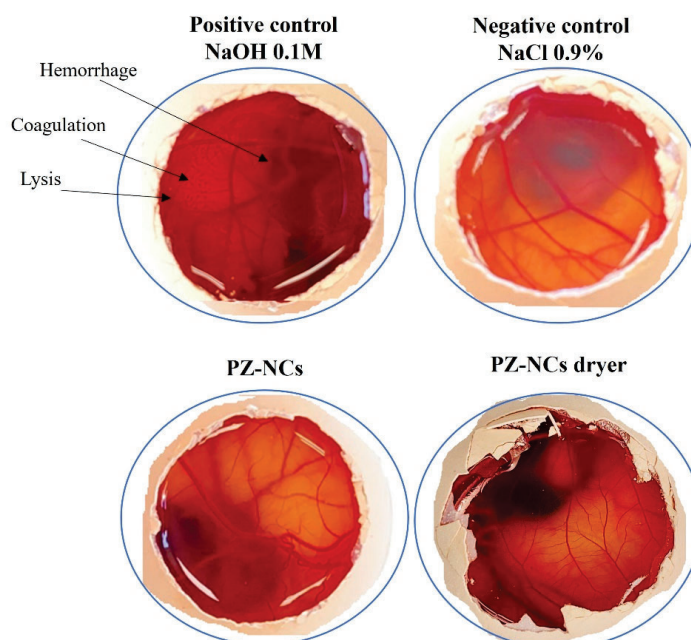 Positive control
NaOH 0.1M
Negative control
NaCl 0.9%
Hemorrhage
Coagulation
Lysis
PZ-NCs
PZ-NCs dryer